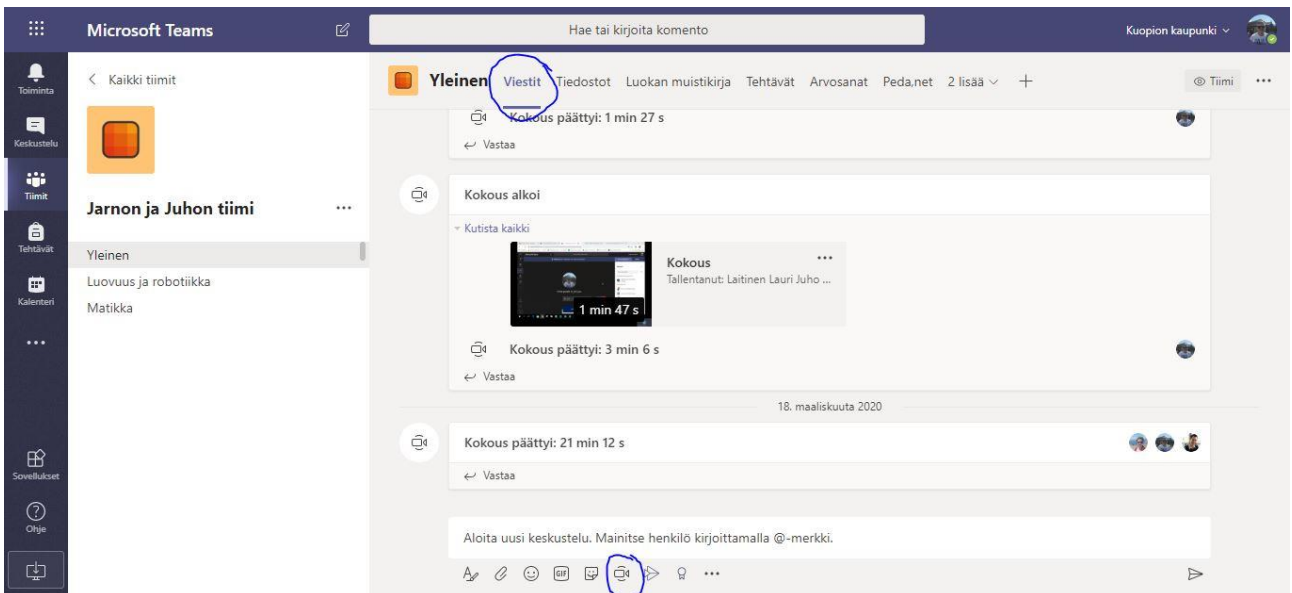 Microsoft Teams
Hae tai kirjoita komento
Kuopion kaupunki
Toiminta
Keskustelu
Tiimit
Tehtävät
Kalenteri
Sovellukset
Ohje
Kaikki tiimit
Jarnon ja Juhon tiimi
Yleinen
Luovuus ja robotiikka
Matikka
Yleinen Viestit Tiedostot Luokan muistikirja Tehtävät Arvosanat Peda,net 2 lisää
Tiimi
Kokous päättyi: 1 min 27 s
Vastaa
Kokous alkoi
Kutista kaikki
1 min 47 s
Kokous
Tallentanut: Laitinen Lauri Juho ...
Kokous päättyi: 3 min 6 s
Vastaa
18. maaliskuuta 2020
Kokous päättyi: 21 min 12 s
Vastaa
Aloita uusi keskustelu. Mainitse henkilö kirjoittamalla @-merkki.
GIF